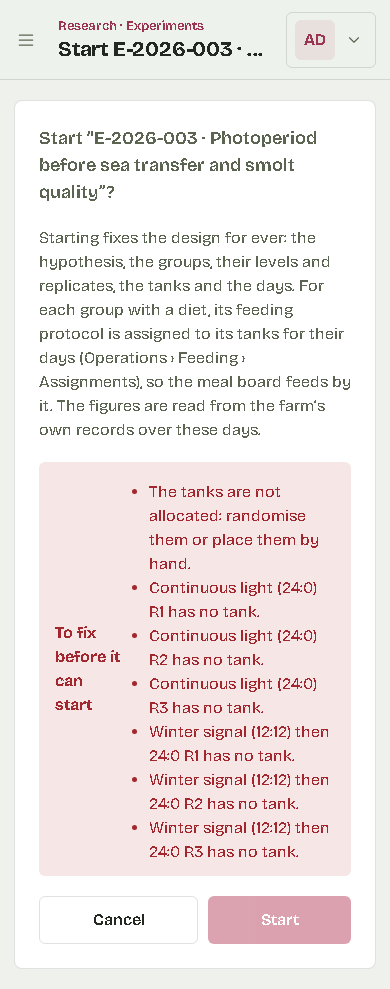 Research · Experiments
Start E-2026-003 · ...
AD
Start “E-2026-003 · Photoperiod
before sea transfer and smolt
quality”?
Starting fixes the design for ever: the
hypothesis, the groups, their levels and
replicates, the tanks and the days. For
each group with a diet, its feeding
protocol is assigned to its tanks for their
days (Operations › Feeding ›
Assignments), so the meal board feeds by
it. The figures are read from the farm’s
own records over these days.
To fix
before it
can
start
• The tanks are not
allocated: randomise
them or place them by
hand.
• Continuous light (24:0)
R1 has no tank.
• Continuous light (24:0)
R2 has no tank.
• Continuous light (24:0)
R3 has no tank.
• Winter signal (12:12) then
24:0 R1 has no tank.
• Winter signal (12:12) then
24:0 R2 has no tank.
• Winter signal (12:12) then
24:0 R3 has no tank.
Cancel
Start